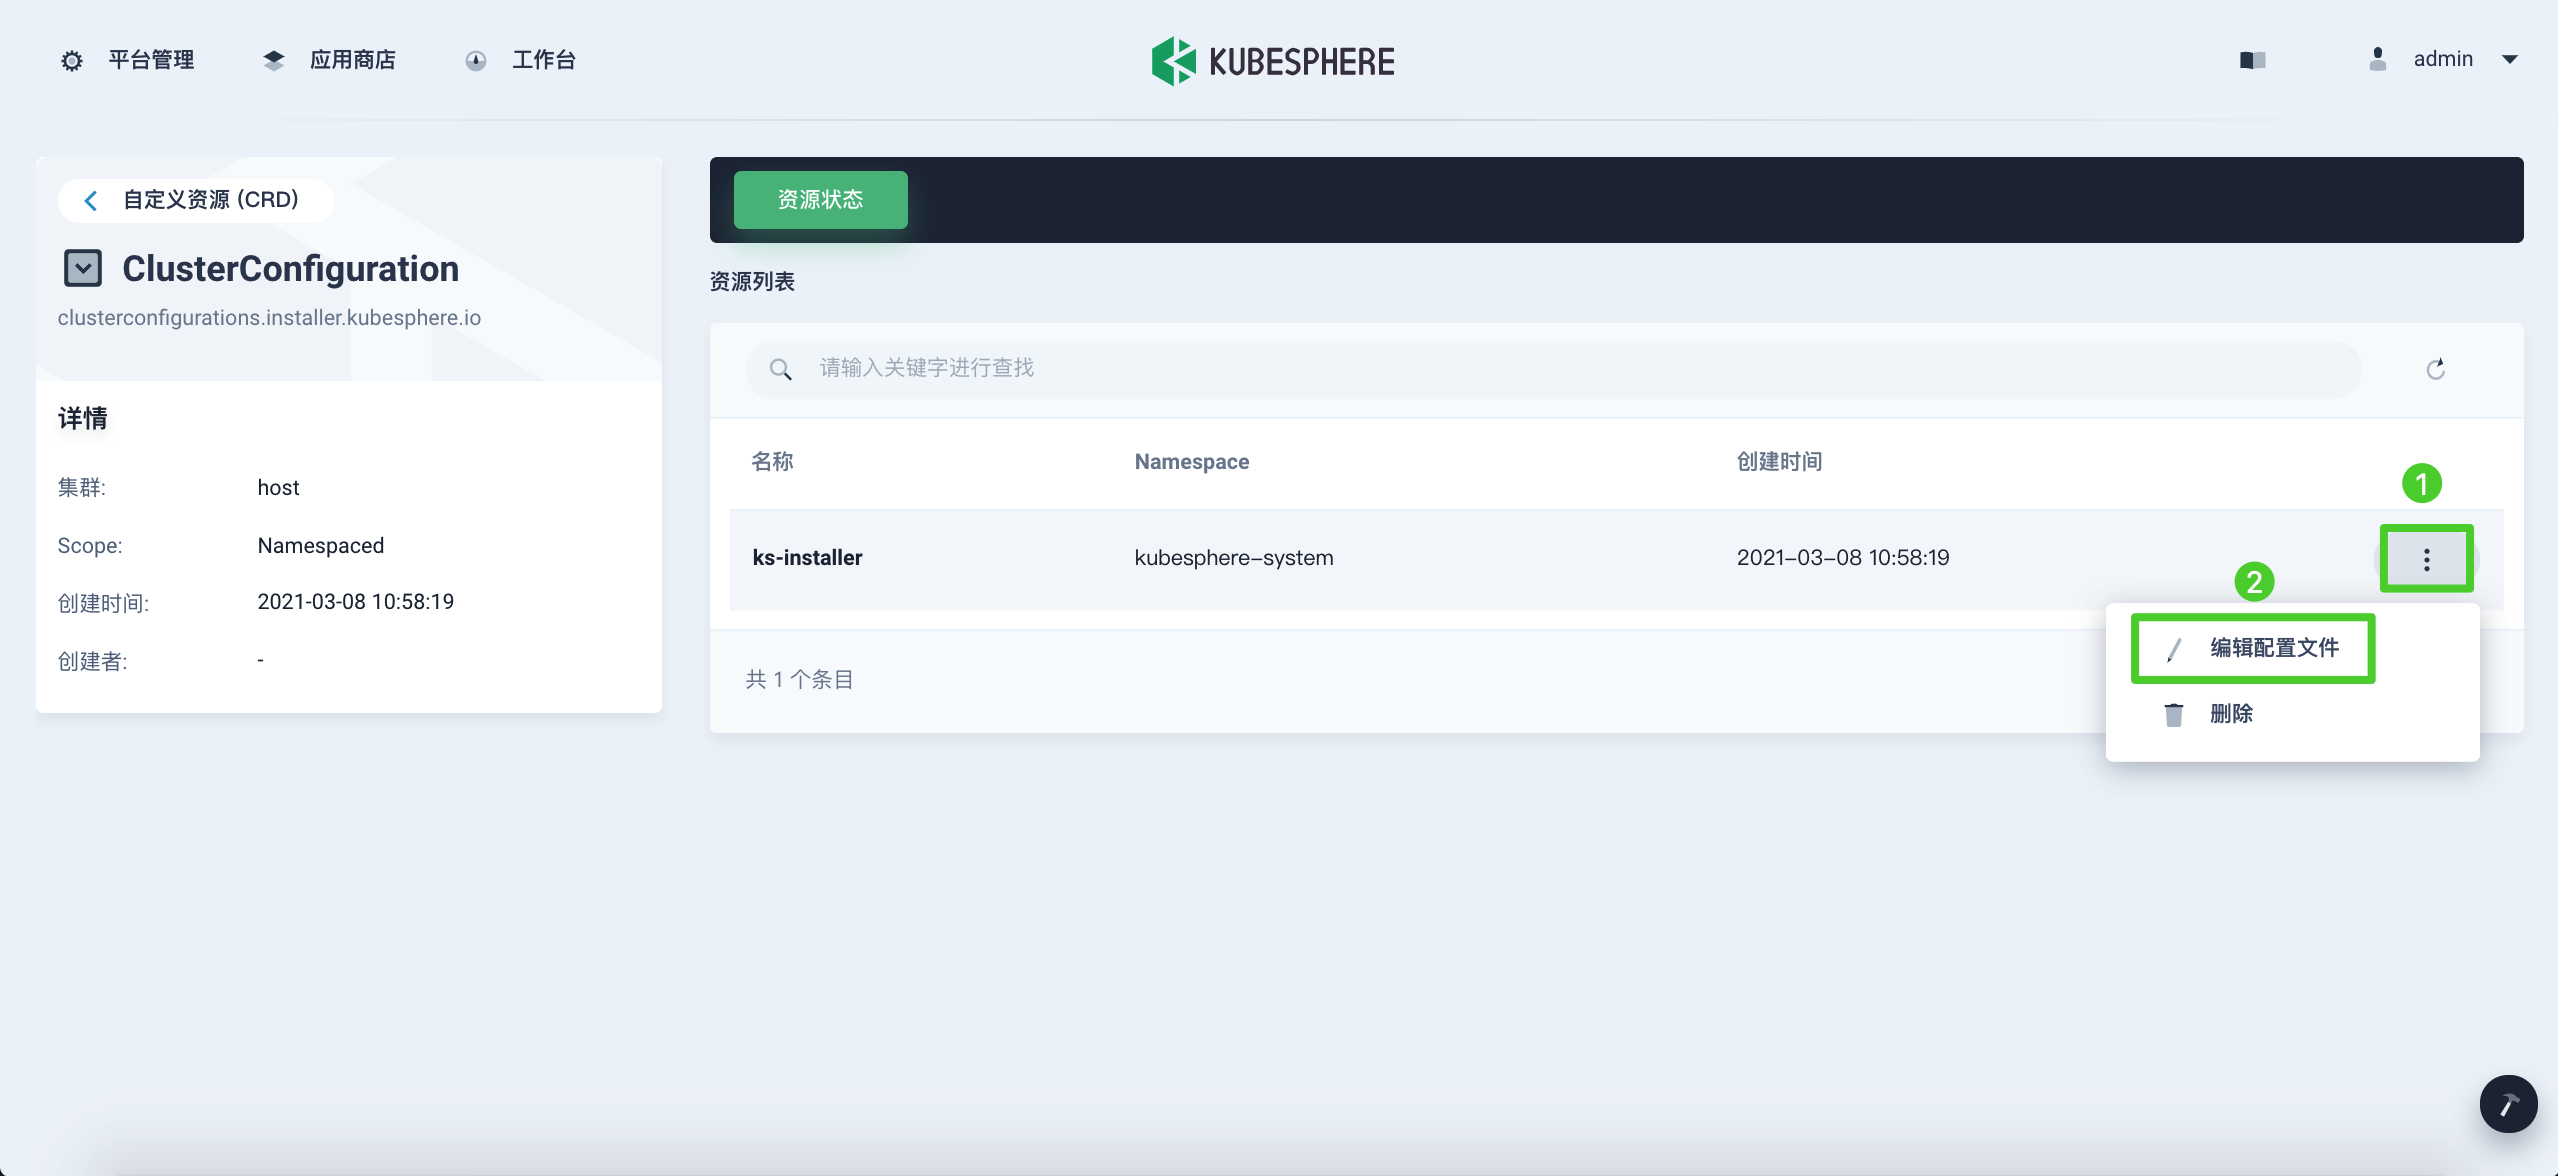 平台管理 应用商店 工作台 KUBESPHERE admin
自定义资源 (CRD)
ClusterConfiguration
clusterconfigurations.installer.kubesphere.io
详情
集群: host
Scope: Namespaced
创建时间: 2021-03-08 10:58:19
创建者: -
资源状态
资源列表
请输入关键字进行查找
名称 Namespace 创建时间
1
ks-installer kubesphere-system 2021-03-08 10:58:19
2
编辑配置文件
删除
共 1 个条目